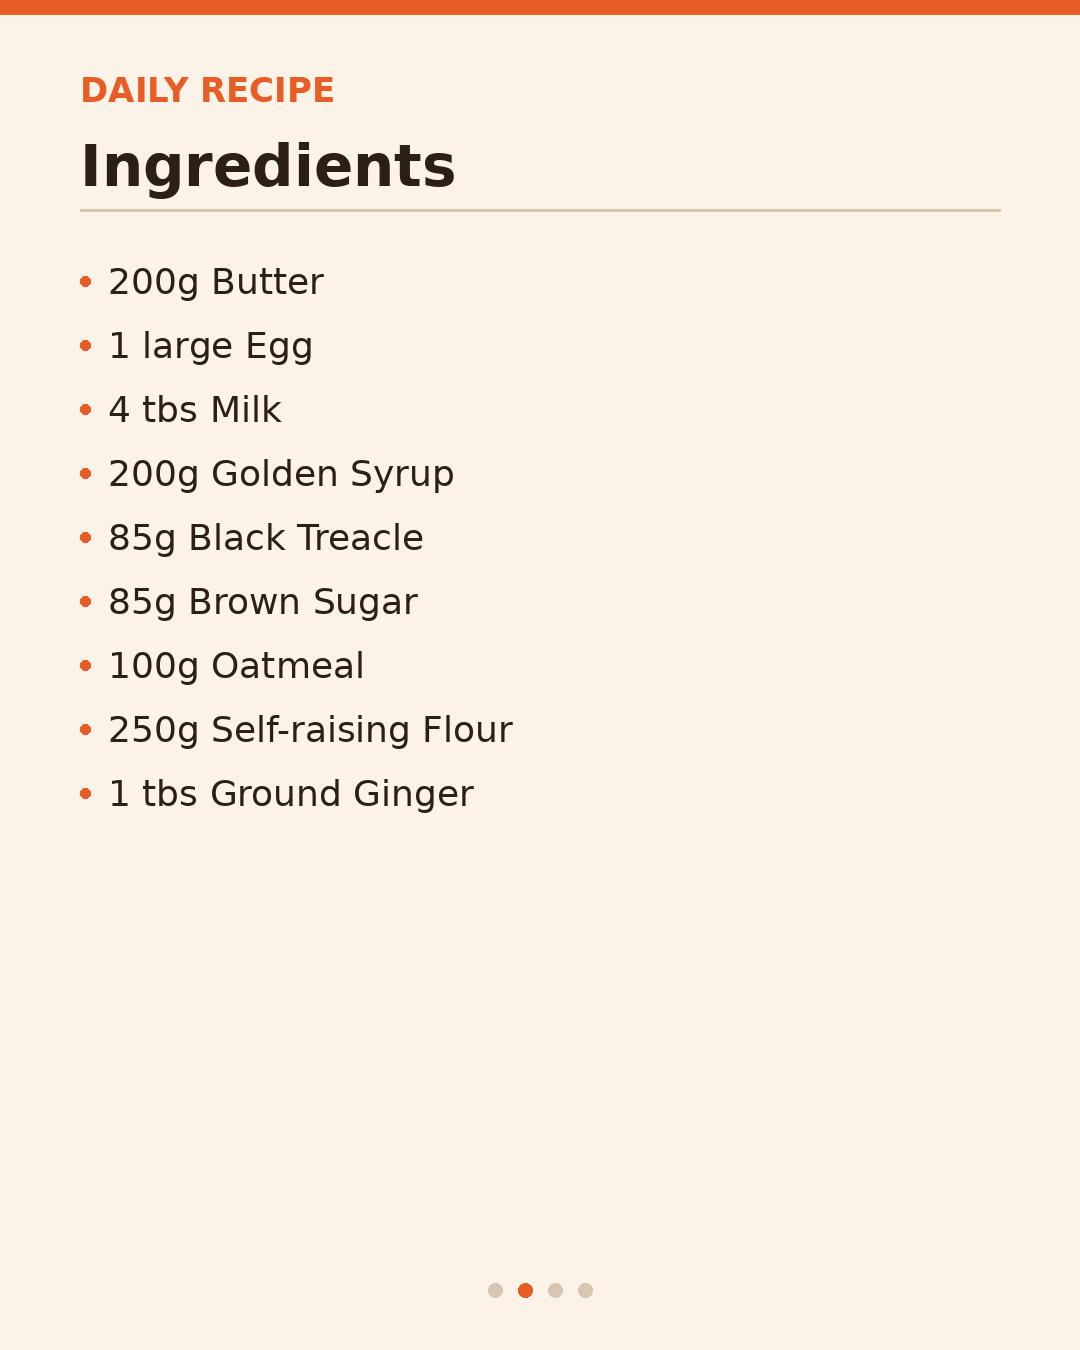 DAILY RECIPE
Ingredients
200g Butter
1 large Egg
4 tbs Milk
200g Golden Syrup
85g Black Treacle
85g Brown Sugar
100g Oatmeal
250g Self-raising Flour
1 tbs Ground Ginger